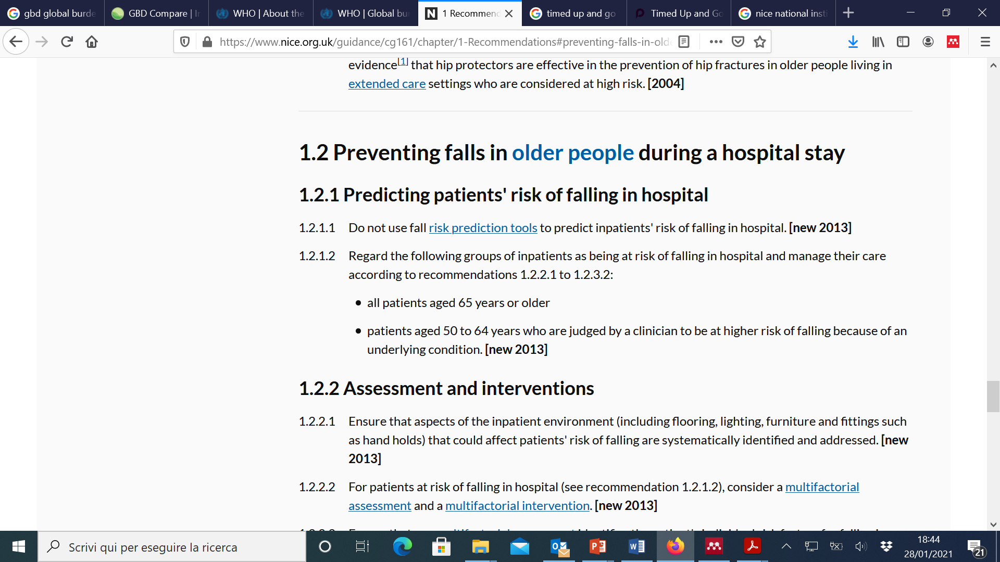 gbd global burde
GBD Compare | I
WHO | About the
WHO | Global bu
1 Recommend
timed up and go
Timed Up and Go
nice national insti
https://www.nice.org.uk/guidance/cg161/chapter/1-Recommendations#preventing-falls-in-olde
evidence[1] that hip protectors are effective in the prevention of hip fractures in older people living in
extended care settings who are considered at high risk. [2004]
1.2 Preventing falls in older people during a hospital stay
1.2.1 Predicting patients' risk of falling in hospital
1.2.1.1 Do not use fall risk prediction tools to predict inpatients' risk of falling in hospital. [new 2013]
1.2.1.2 Regard the following groups of inpatients as being at risk of falling in hospital and manage their care
according to recommendations 1.2.2.1 to 1.2.3.2:
• all patients aged 65 years or older
• patients aged 50 to 64 years who are judged by a clinician to be at higher risk of falling because of an
underlying condition. [new 2013]
1.2.2 Assessment and interventions
1.2.2.1 Ensure that aspects of the inpatient environment (including flooring, lighting, furniture and fittings such
as hand holds) that could affect patients' risk of falling are systematically identified and addressed. [new
2013]
1.2.2.2 For patients at risk of falling in hospital (see recommendation 1.2.1.2), consider a multifactorial
assessment and a multifactorial intervention. [new 2013]
Scrivi qui per eseguire la ricerca
18:44
28/01/2021
21